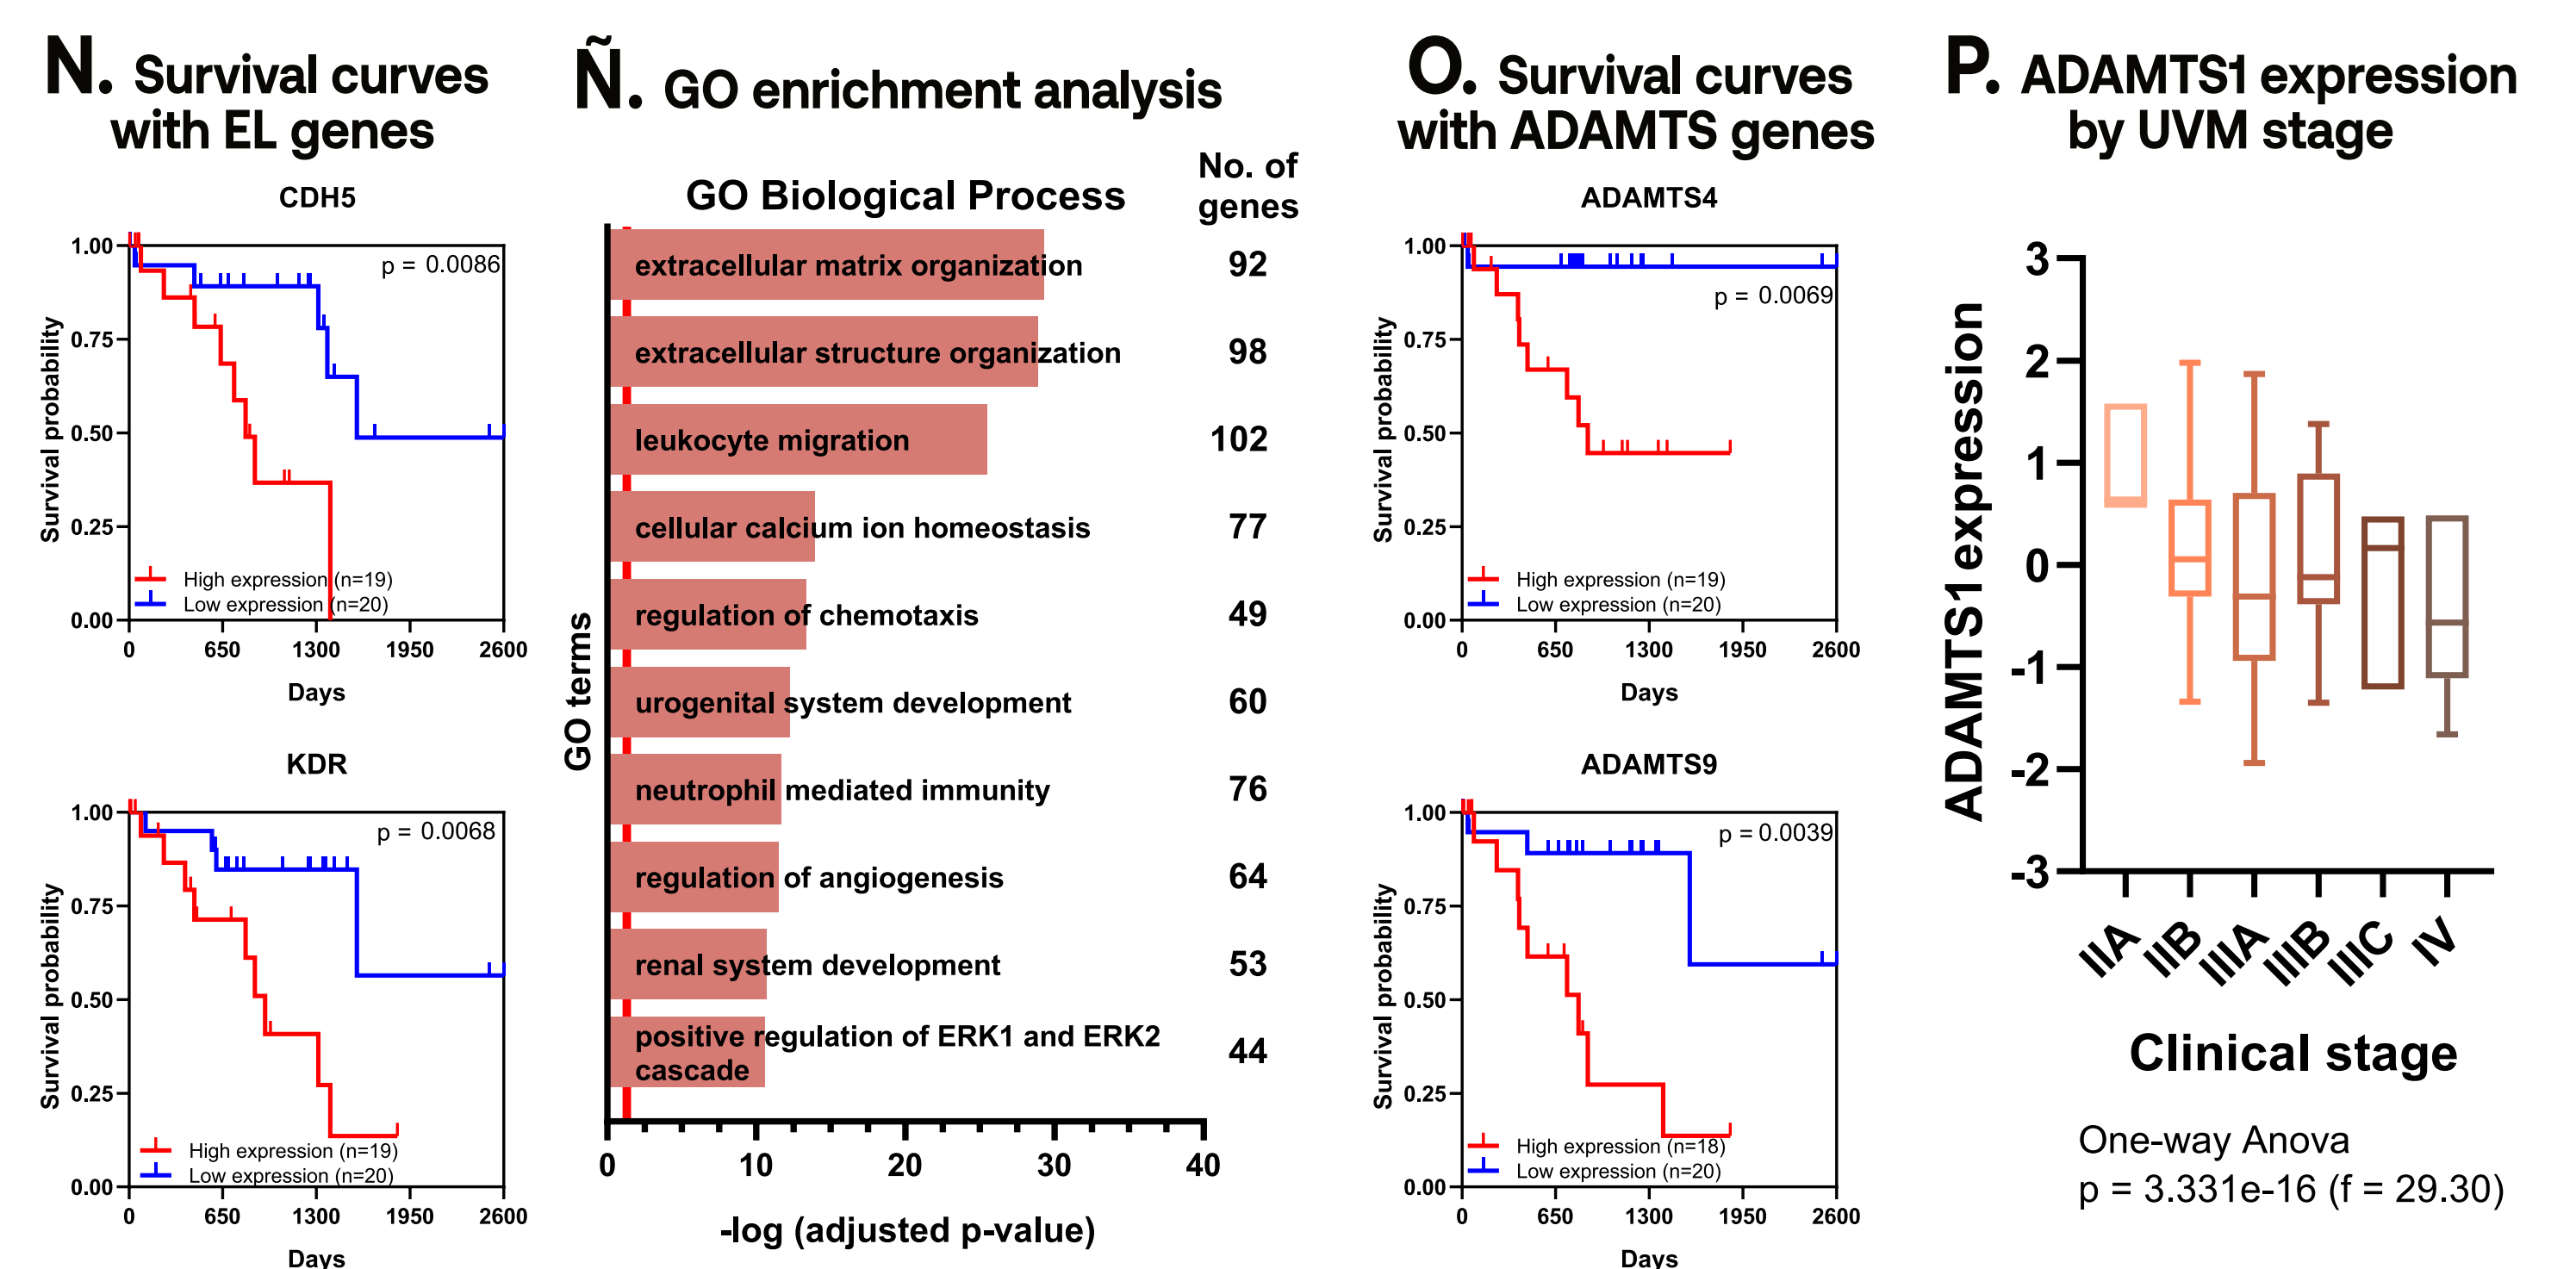 N. Survival curves
with EL genes
CDH5
1.00
0.75
0.50
0.25
0.00
Survival probability
p = 0.0086
High expression (n=19)
Low expression (n=20)
0 650 1300 1950 2600
Days
KDR
1.00
0.75
0.50
0.25
0.00
Survival probability
p = 0.0068
High expression (n=19)
Low expression (n=20)
0 650 1300 1950 2600
Days
Ñ. GO enrichment analysis
GO Biological Process
No. of
genes
GO terms
extracellular matrix organization 92
extracellular structure organization 98
leukocyte migration 102
cellular calcium ion homeostasis 77
regulation of chemotaxis 49
urogenital system development 60
neutrophil mediated immunity 76
regulation of angiogenesis 64
renal system development 53
positive regulation of ERK1 and ERK2
cascade
44
0 10 20 30 40
-log (adjusted p-value)
O. Survival curves
with ADAMTS genes
ADAMTS4
1.00
0.75
0.50
0.25
0.00
Survival probability
p = 0.0069
High expression (n=19)
Low expression (n=20)
0 650 1300 1950 2600
Days
ADAMTS9
1.00
0.75
0.50
0.25
0.00
Survival probability
p = 0.0039
High expression (n=18)
Low expression (n=20)
0 650 1300 1950 2600
Days
P. ADAMTS1 expression
by UVM stage
ADAMTS1 expression
3
2
1
0
-1
-2
-3
IIA IIB IIIA IIIB IIIC IV
Clinical stage
One-way Anova
p = 3.331e-16 (f = 29.30)